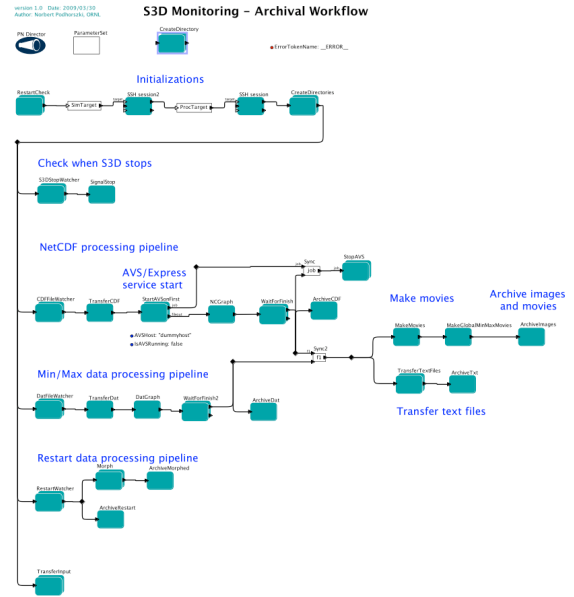 version 1.0 Date: 2009/03/30
Author: Norbert Podhorszki, ORNL
S3D Monitoring - Archival Workflow
PN Director
ParameterSet
CreateDirectory
ErrorTokenName: __ERROR__
Initializations
RestartCheck
SimTarget
SSH session2
ProcTarget
SSH session
CreateDirectories
Check when S3D stops
S3DStopWatcher
SignalStop
NetCDF processing pipeline
AVS/Express
service start
Sync
job
StopAVS
CDFFileWatcher
TransferCDF
StartAVSonFirst
NCGraph
WaitForFinish
ArchiveCDF
AVSHost: "dummyhost"
IsAVSRunning: false
Make movies
Archive images
and movies
MakeMovies
MakeGlobalMinMaxMovies
ArchiveImages
Sync2
f1
Min/Max data processing pipeline
TransferTextFiles
ArchiveTxt
DatFileWatcher
TransferDat
DatGraph
WaitForFinish2
ArchiveDat
Transfer text files
Restart data processing pipeline
Morph
ArchiveMorphed
RestartWatcher
ArchiveRestart
TransferInput